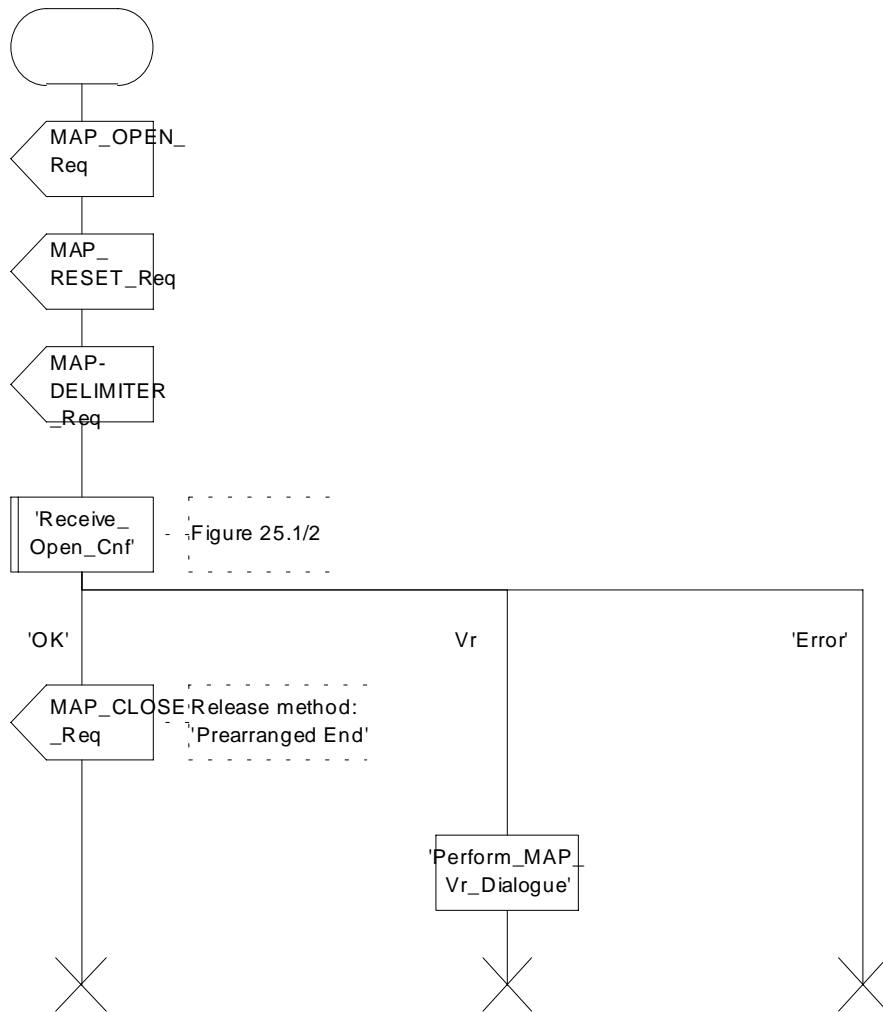 MAP_OPEN_
Req
MAP_
RESET_Req
MAP-
DELIMITER
_Req
'Receive_
Open_Cnf'
Figure 25.1/2
'OK'
Vr
'Error'
MAP_CLOSE
_Req
Release method:
'Prearranged End'
'Perform_MAP_
Vr_Dialogue'